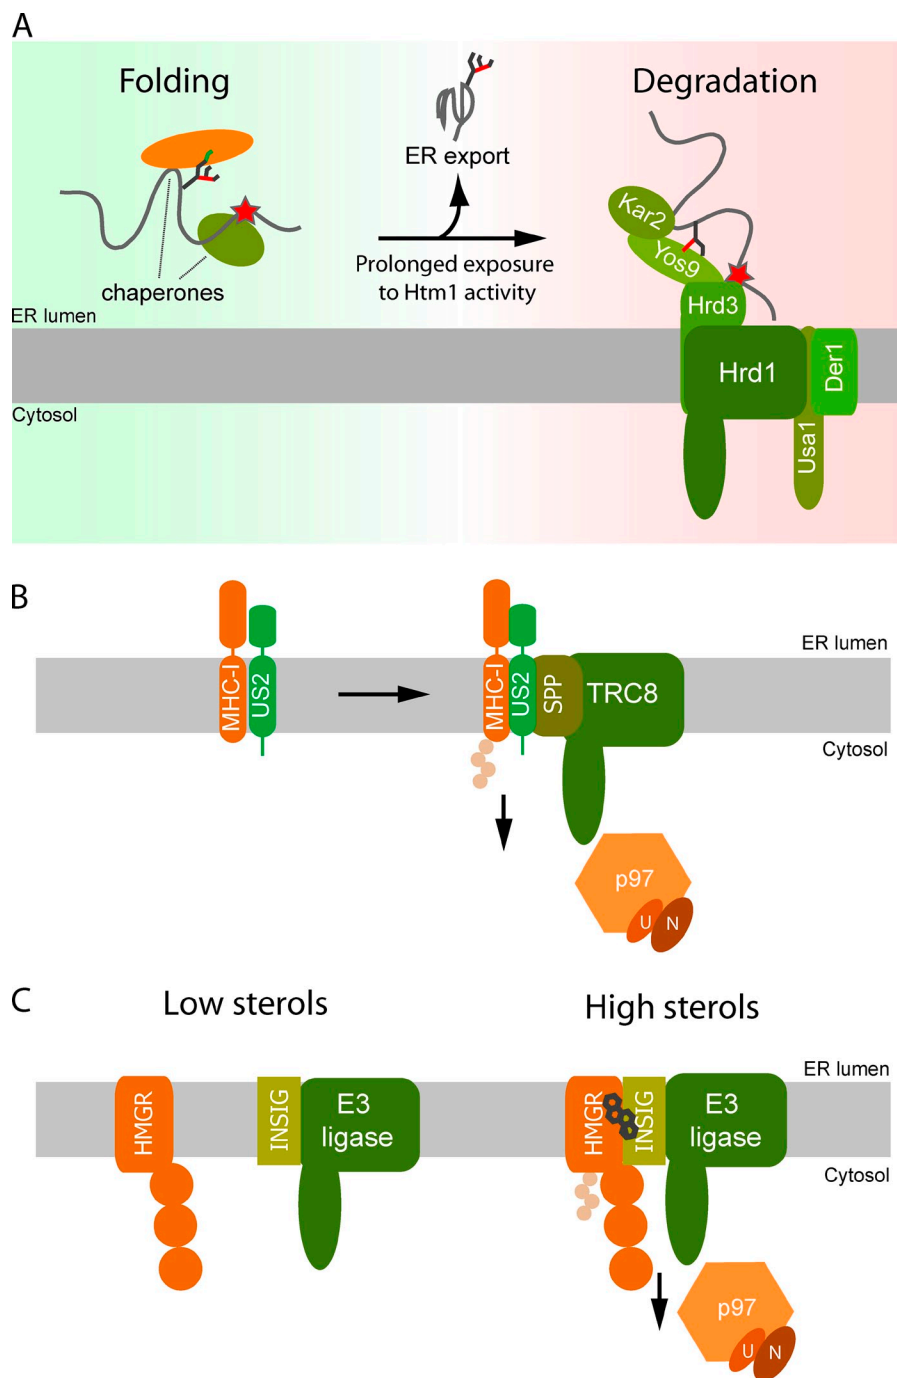 A
Folding
Degradation
ER export
Kar2
Yos9
Prolonged exposure
to Htm1 activity
chaperones
Hrd3
ER lumen
Hrd1
Der1
Usa1
Cytosol
B
ER lumen
MHC-I
US2
MHC-I
US2
SPP
TRC8
Cytosol
p97
U
N
C
Low sterols
High sterols
ER lumen
HMGR
INSIG
E3
ligase
HMGR
INSIG
E3
ligase
Cytosol
p97
U
N